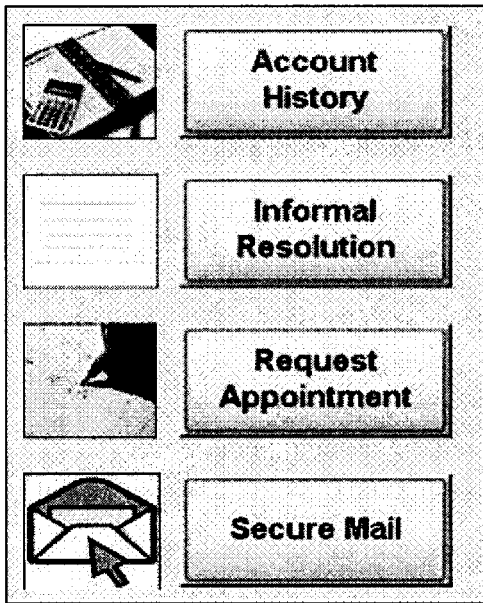 Account
History
Informal
Resolution
Request
Appointment
Secure Mail